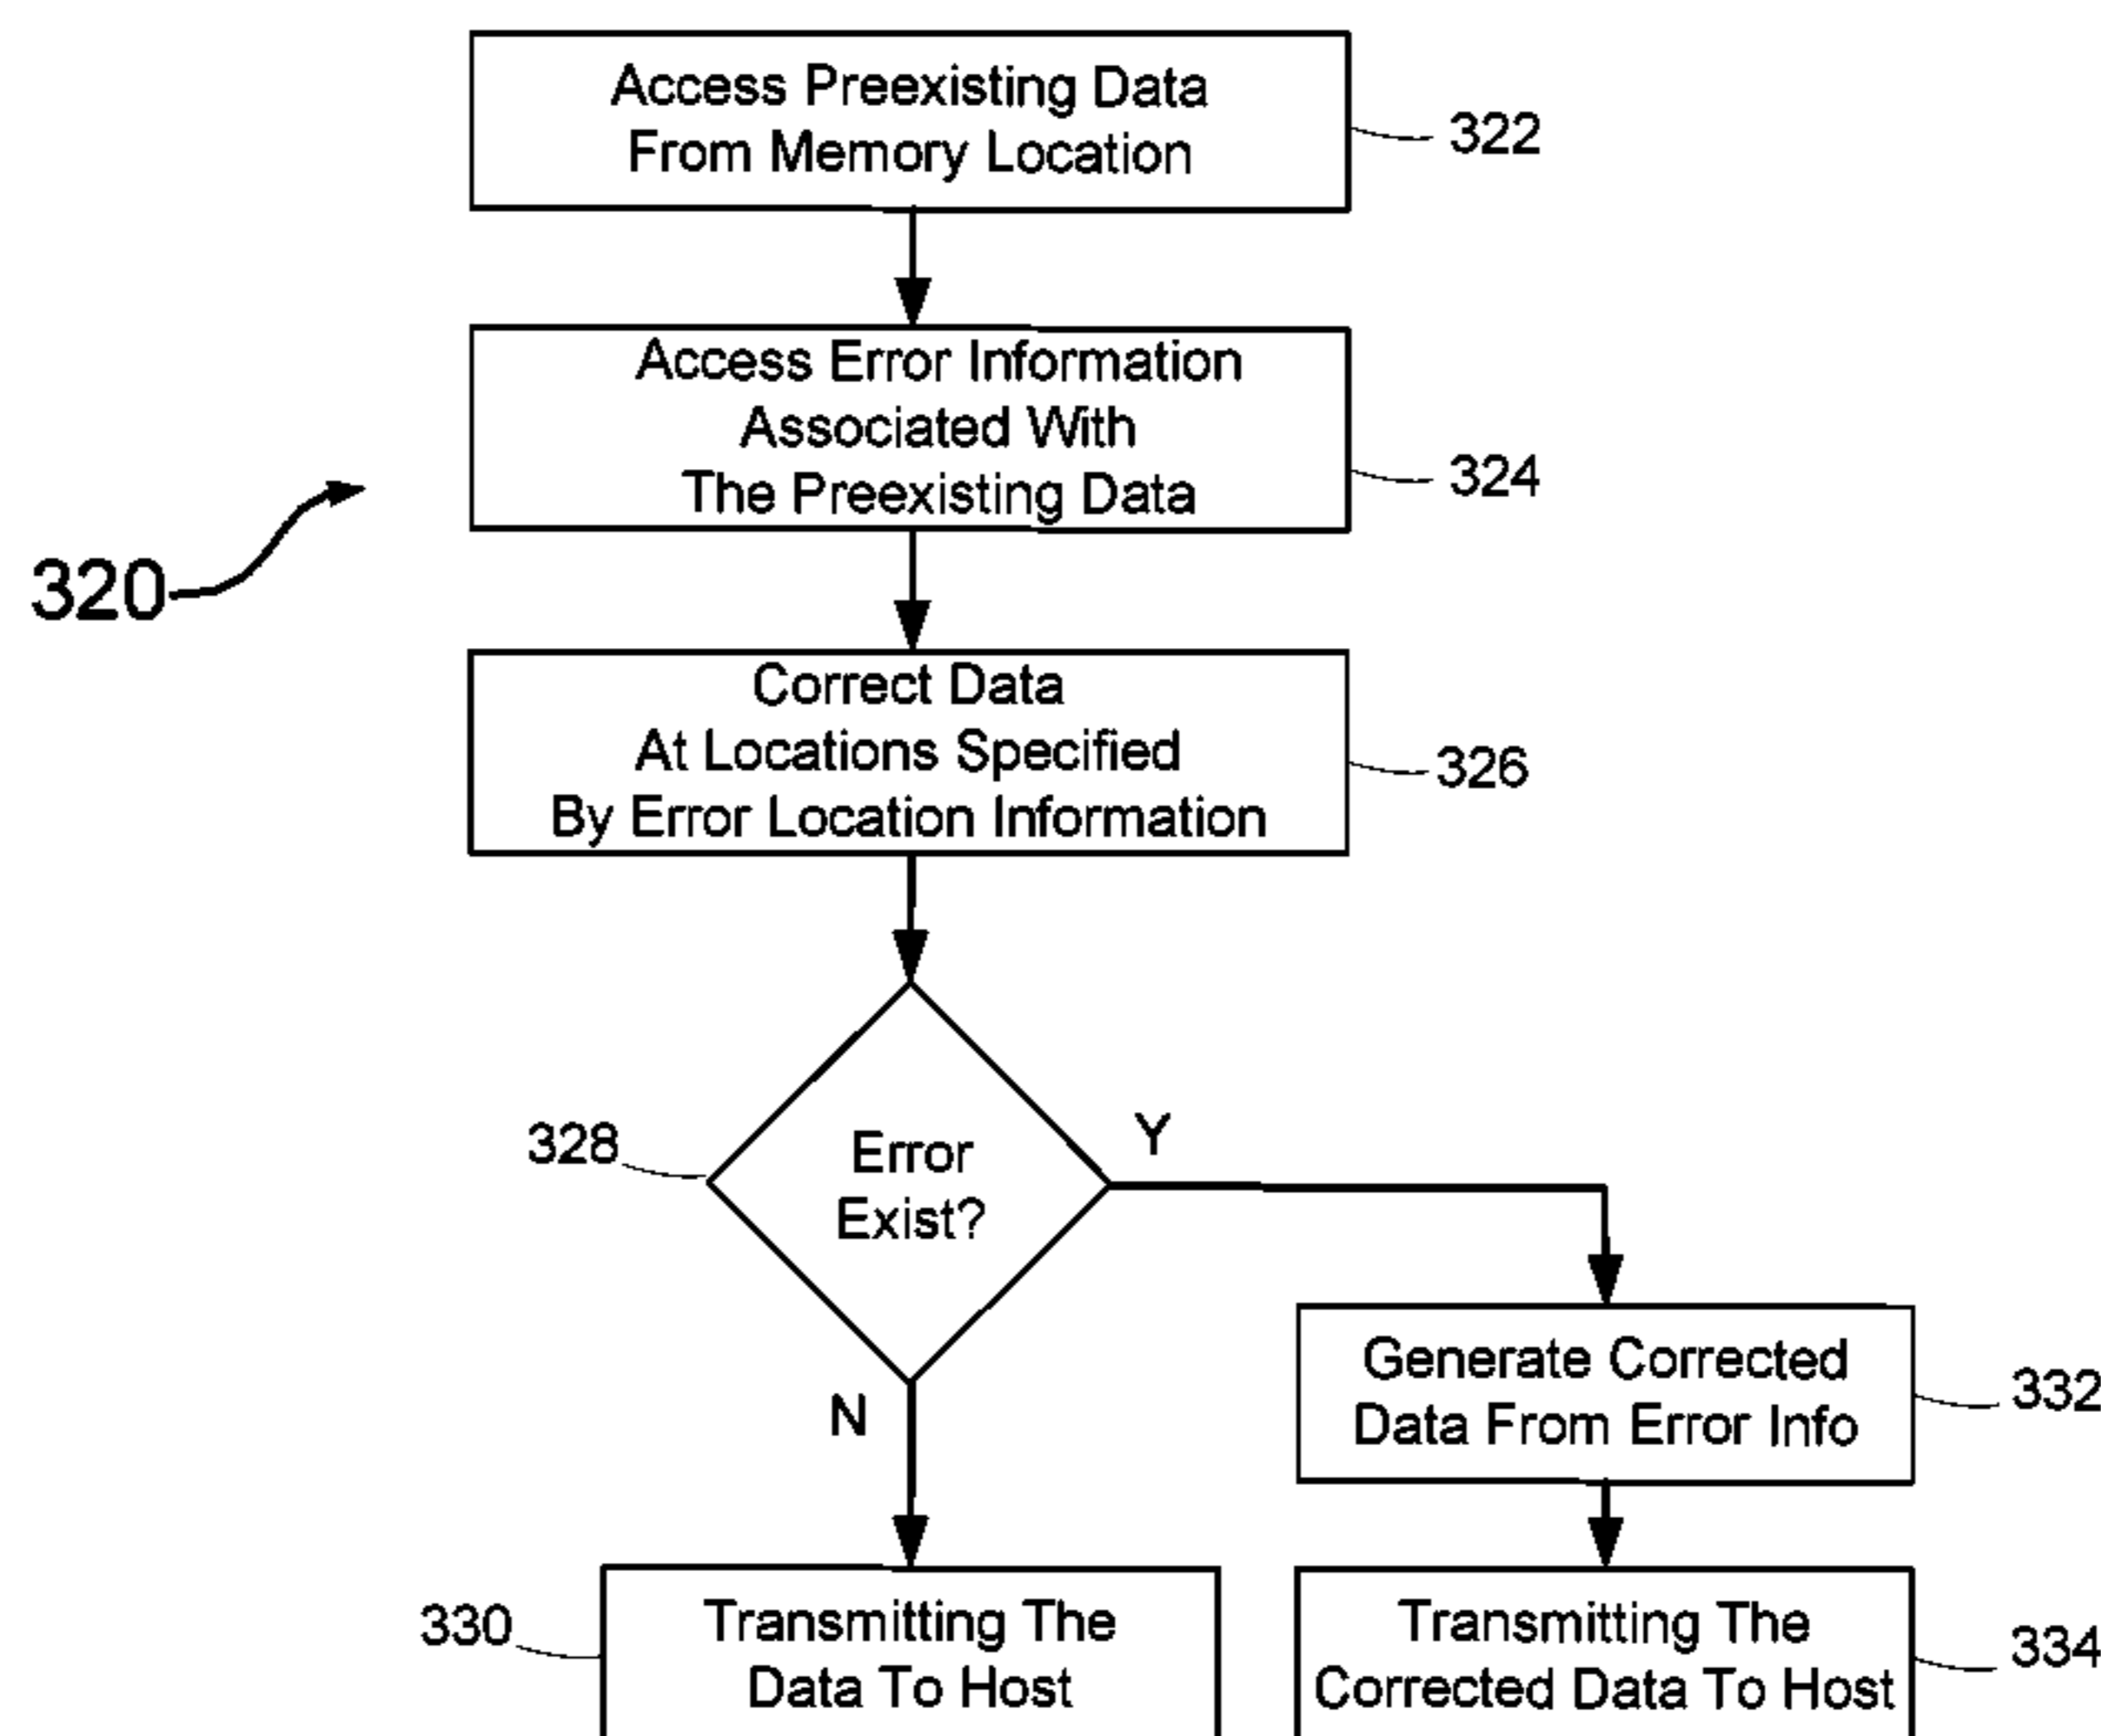 Access Preexisting Data
From Memory Location
322
Access Error Information
Associated With
The Preexisting Data
324
320
Correct Data
At Locations Specified
By Error Location Information
326
328
Error
Exist?
Y
N
Generate Corrected
Data From Error Info
332
330
Transmitting The
Data To Host
Transmitting The
Corrected Data To Host
334